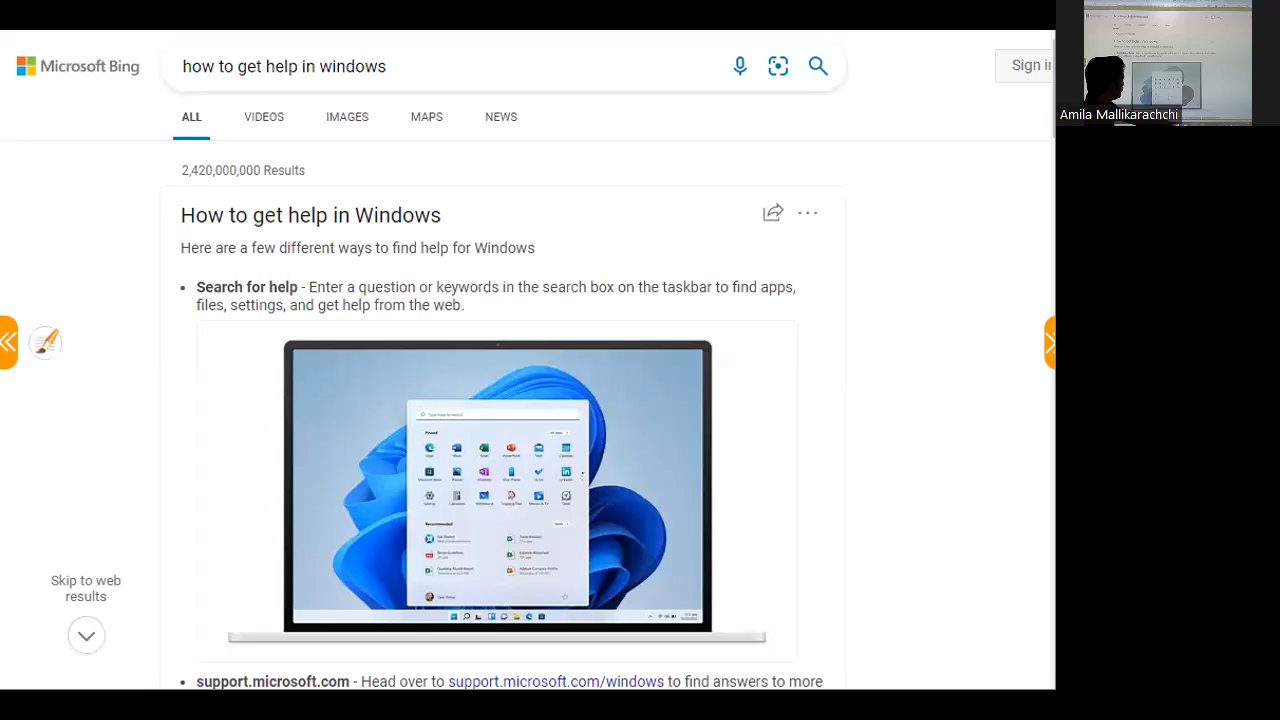 Microsoft Bing
how to get help in windows
Sign in
ALL VIDEOS IMAGES MAPS NEWS
2,420,000,000 Results
How to get help in Windows
Here are a few different ways to find help for Windows
• Search for help - Enter a question or keywords in the search box on the taskbar to find apps,
files, settings, and get help from the web.
Pinned
Recommended
Skip to web
results
• support.microsoft.com - Head over to support.microsoft.com/windows to find answers to more
Amila Mallikarachchi